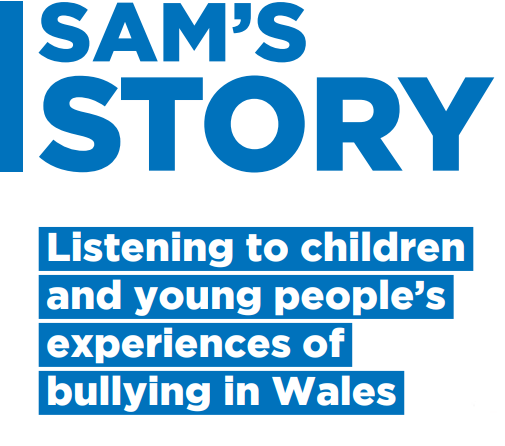 SAM'S
STORY
Listening to children
and young people's
experiences of
bullying in Wales